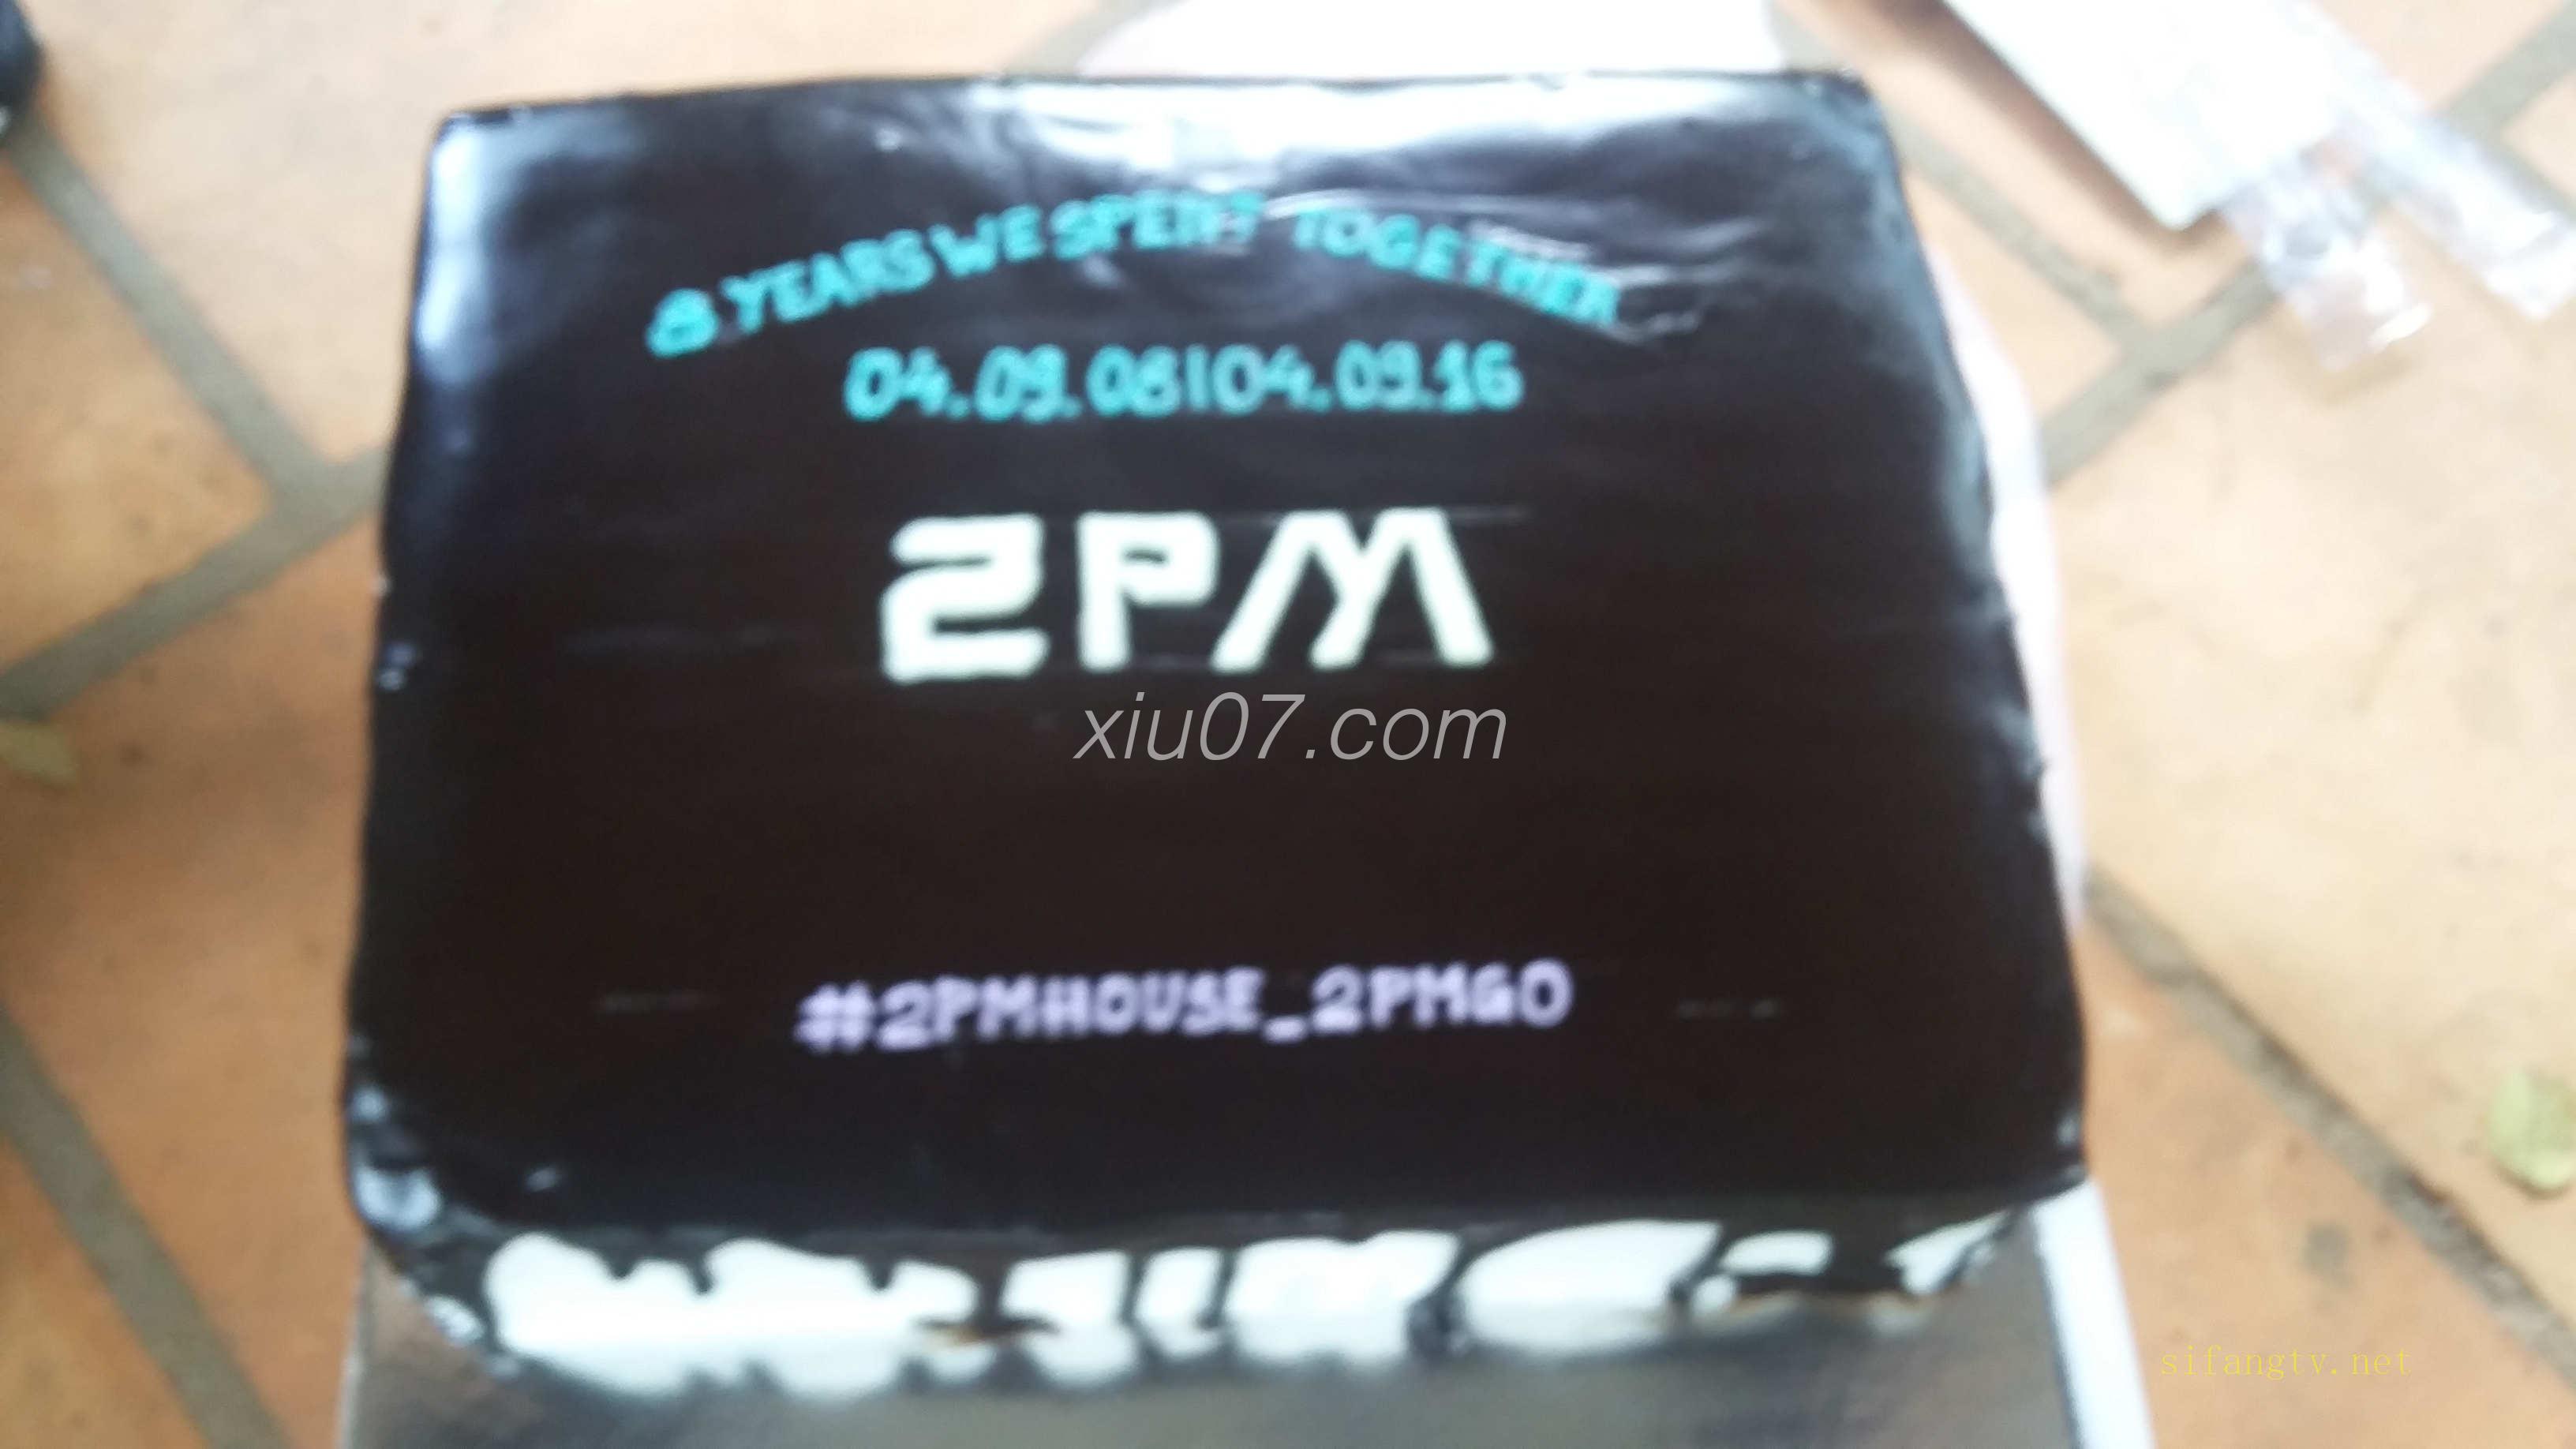 8 YEARS WE SPENT TOGETHER
04.09.08|04.09.16
2PM
xiu07.com
#2PMHOUSE_2PMGO
sifangtv.net